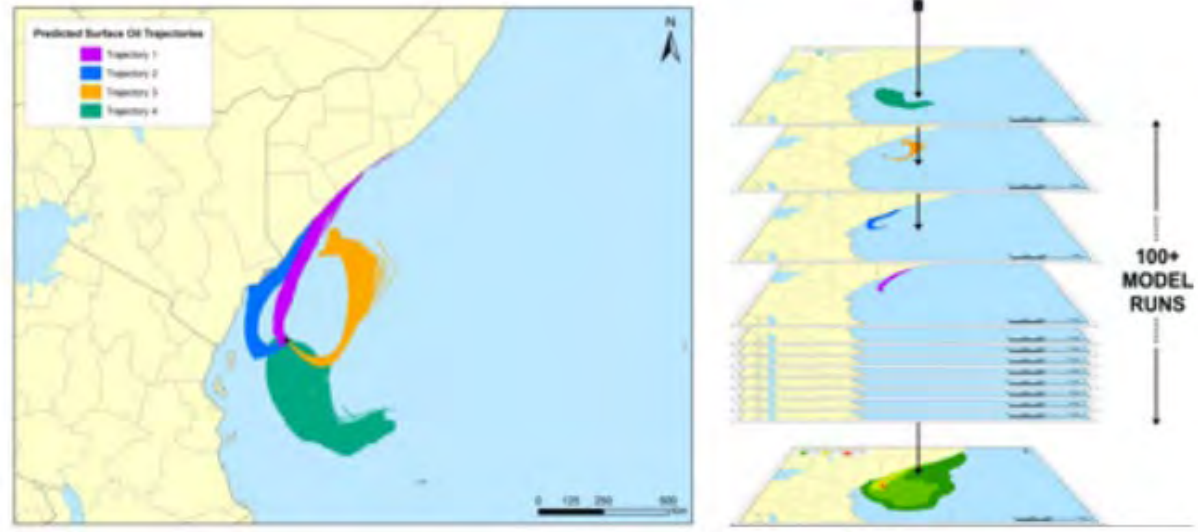 Predicted Surface Oil Trajectories
Trajectory 1
Trajectory 2
Trajectory 3
Trajectory 4
N
0 125 250 500
100+
MODEL
RUNS